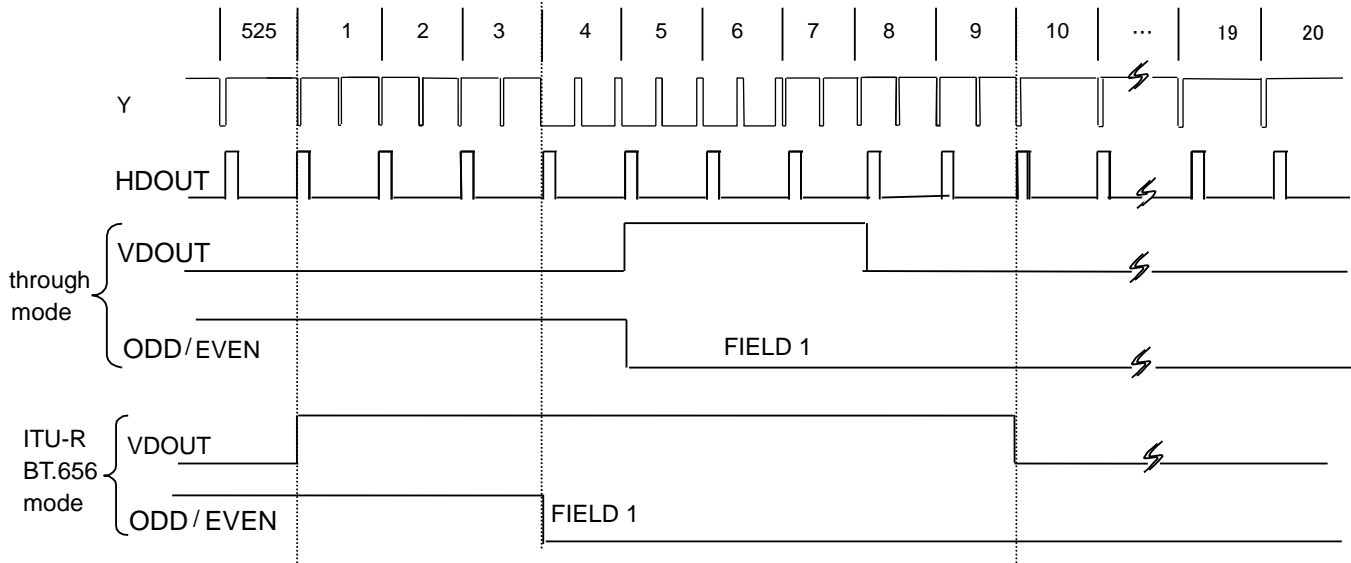 525 1 2 3 4 5 6 7 8 9 10 ... 19 20
Y
HDOUT
through
mode
VDOUT
ODD/EVEN
FIELD 1
ITU-R
BT.656
mode
VDOUT
ODD/EVEN
FIELD 1